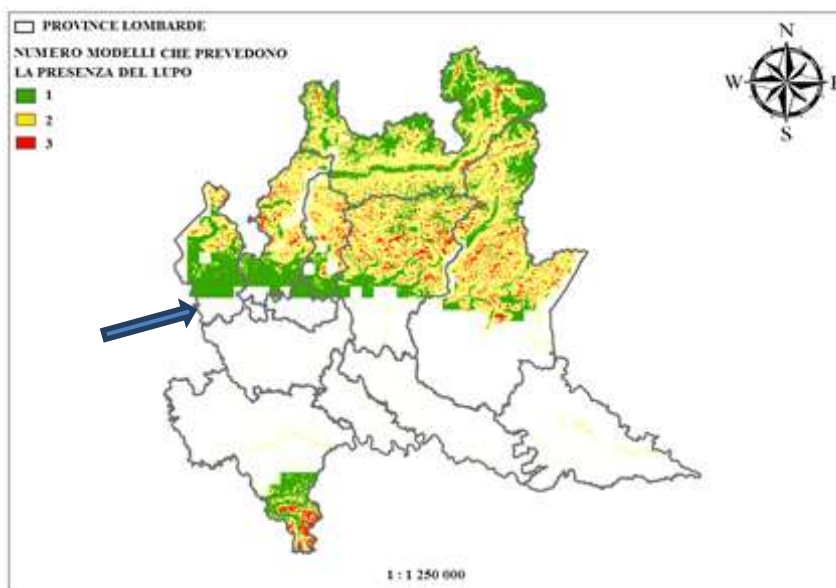 PROVINCE LOMBARDE
NUMERO MODELLI CHE PREVEDONO
LA PRESENZA DEL LUPO
1
2
3
N
W E
S
1 : 1 250 000